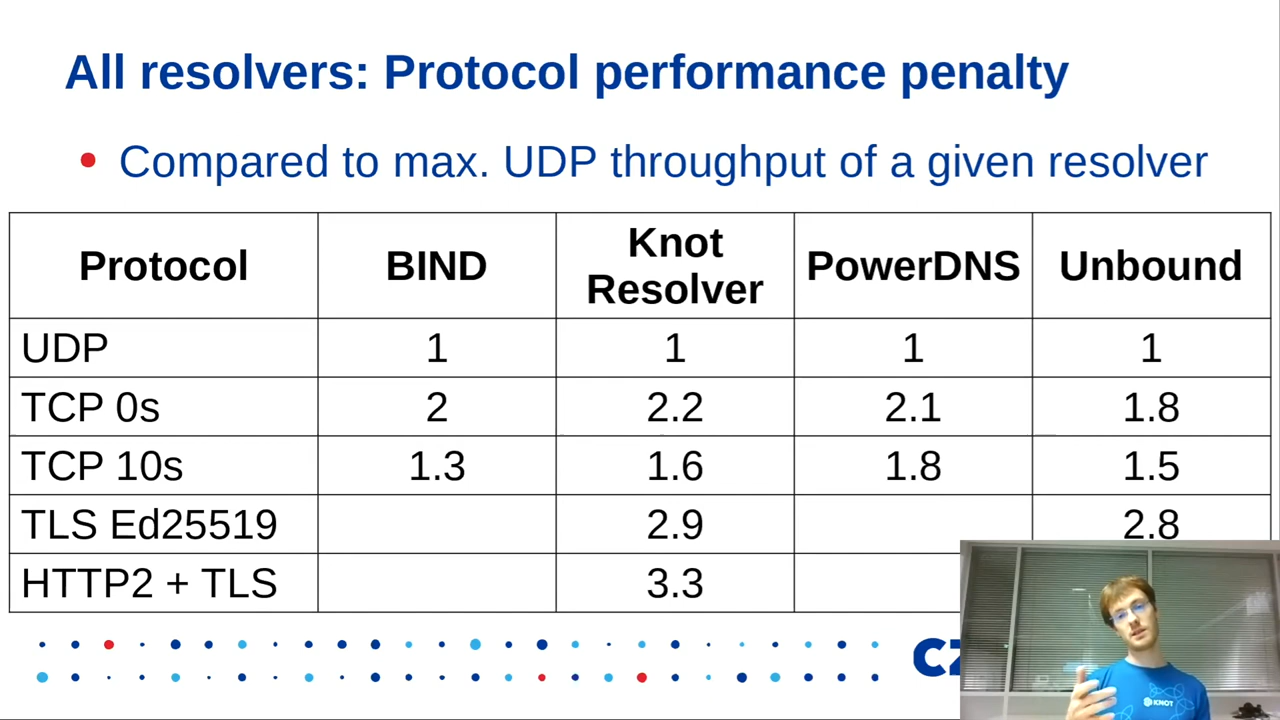 All resolvers: Protocol performance penalty
Compared to max. UDP throughput of a given resolver
Protocol BIND Knot Resolver PowerDNS Unbound
UDP 1 1 1 1
TCP 0s 2 2.2 2.1 1.8
TCP 10s 1.3 1.6 1.8 1.5
TLS Ed25519 2.9 2.8
HTTP2 + TLS 3.3
CZ
KNOT